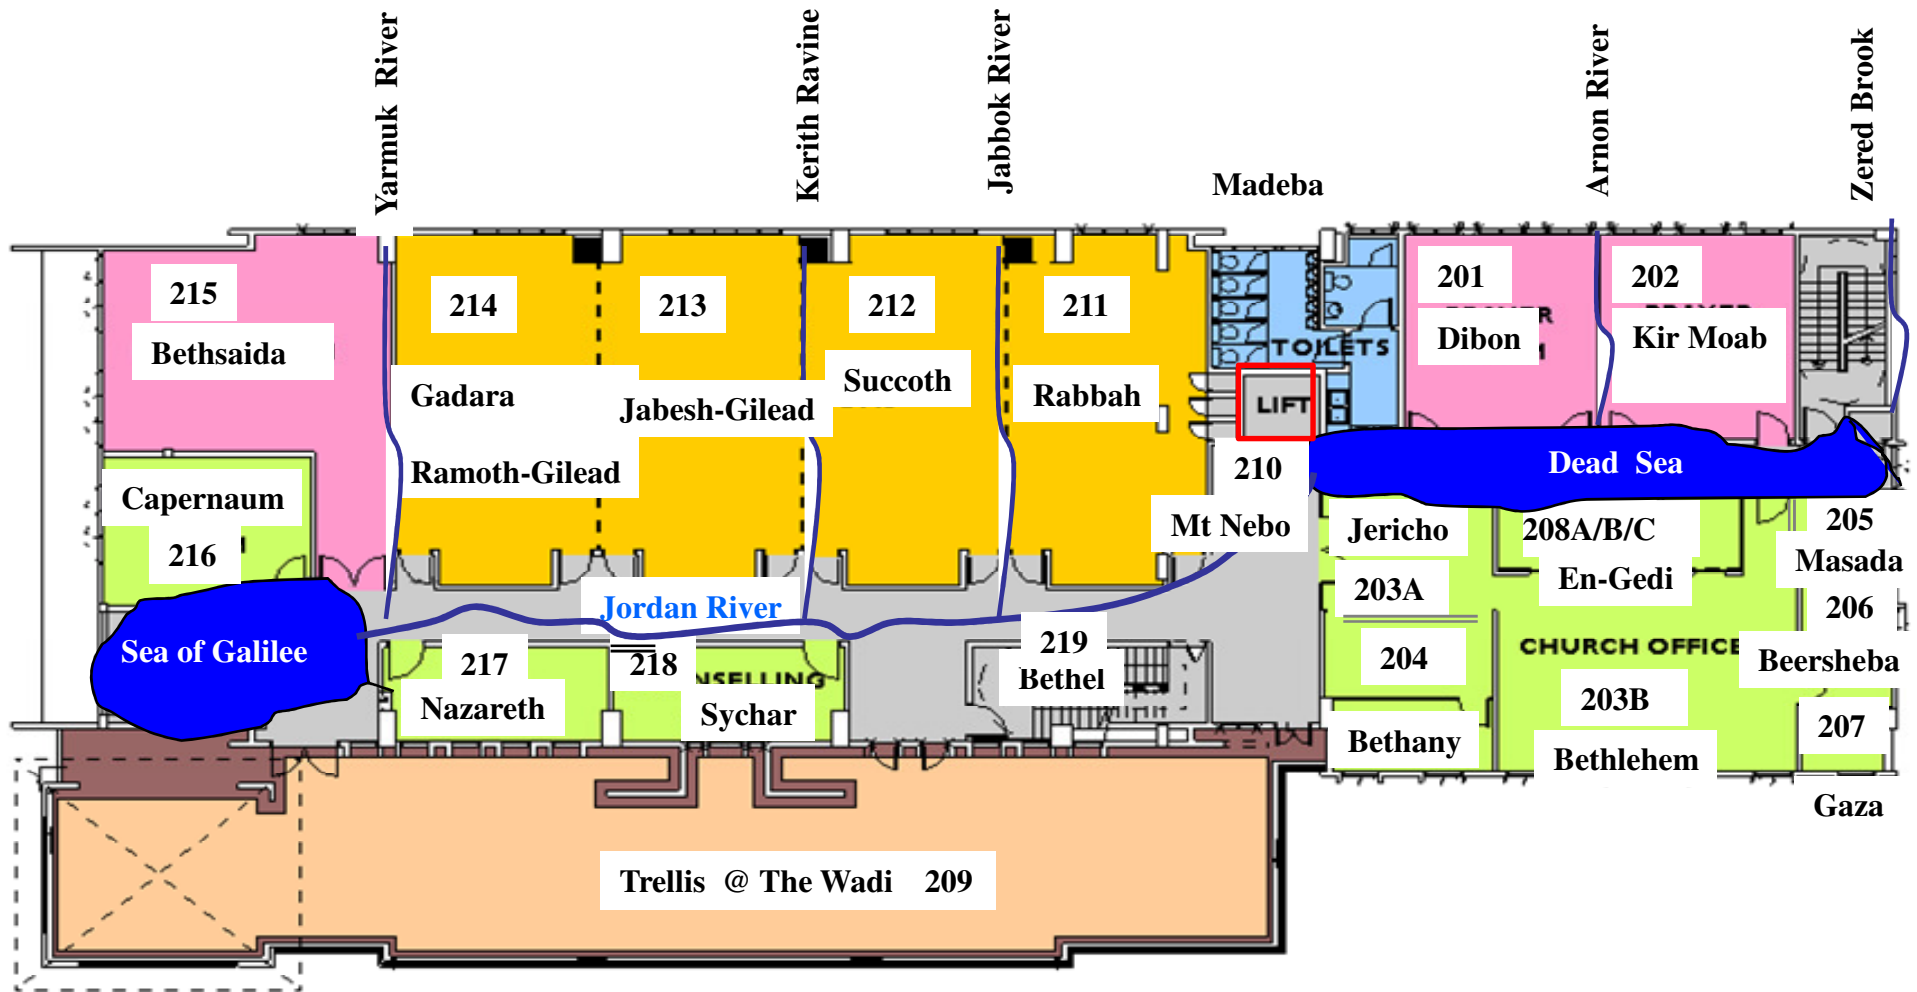 Yarmuk River
Kerith Ravine
Jabbok River
Madeba
Arnon River
Zered Brook
215
Bethsaida
214
213
212
211
201
Dibon
202
Kir Moab
TOILETS
LIFT
Gadara
Jabesh-Gilead
Succoth
Rabbah
Ramoth-Gilead
Capernaum
216
210
Mt Nebo
Dead Sea
Jericho
208A/B/C
En-Gedi
205
Masada
203A
206
Beersheba
Sea of Galilee
Jordan River
217
Nazareth
218
Sychar
219
Bethel
204
Bethany
CHURCH OFFICE
203B
Bethlehem
207
Gaza
Trellis @ The Wadi 209